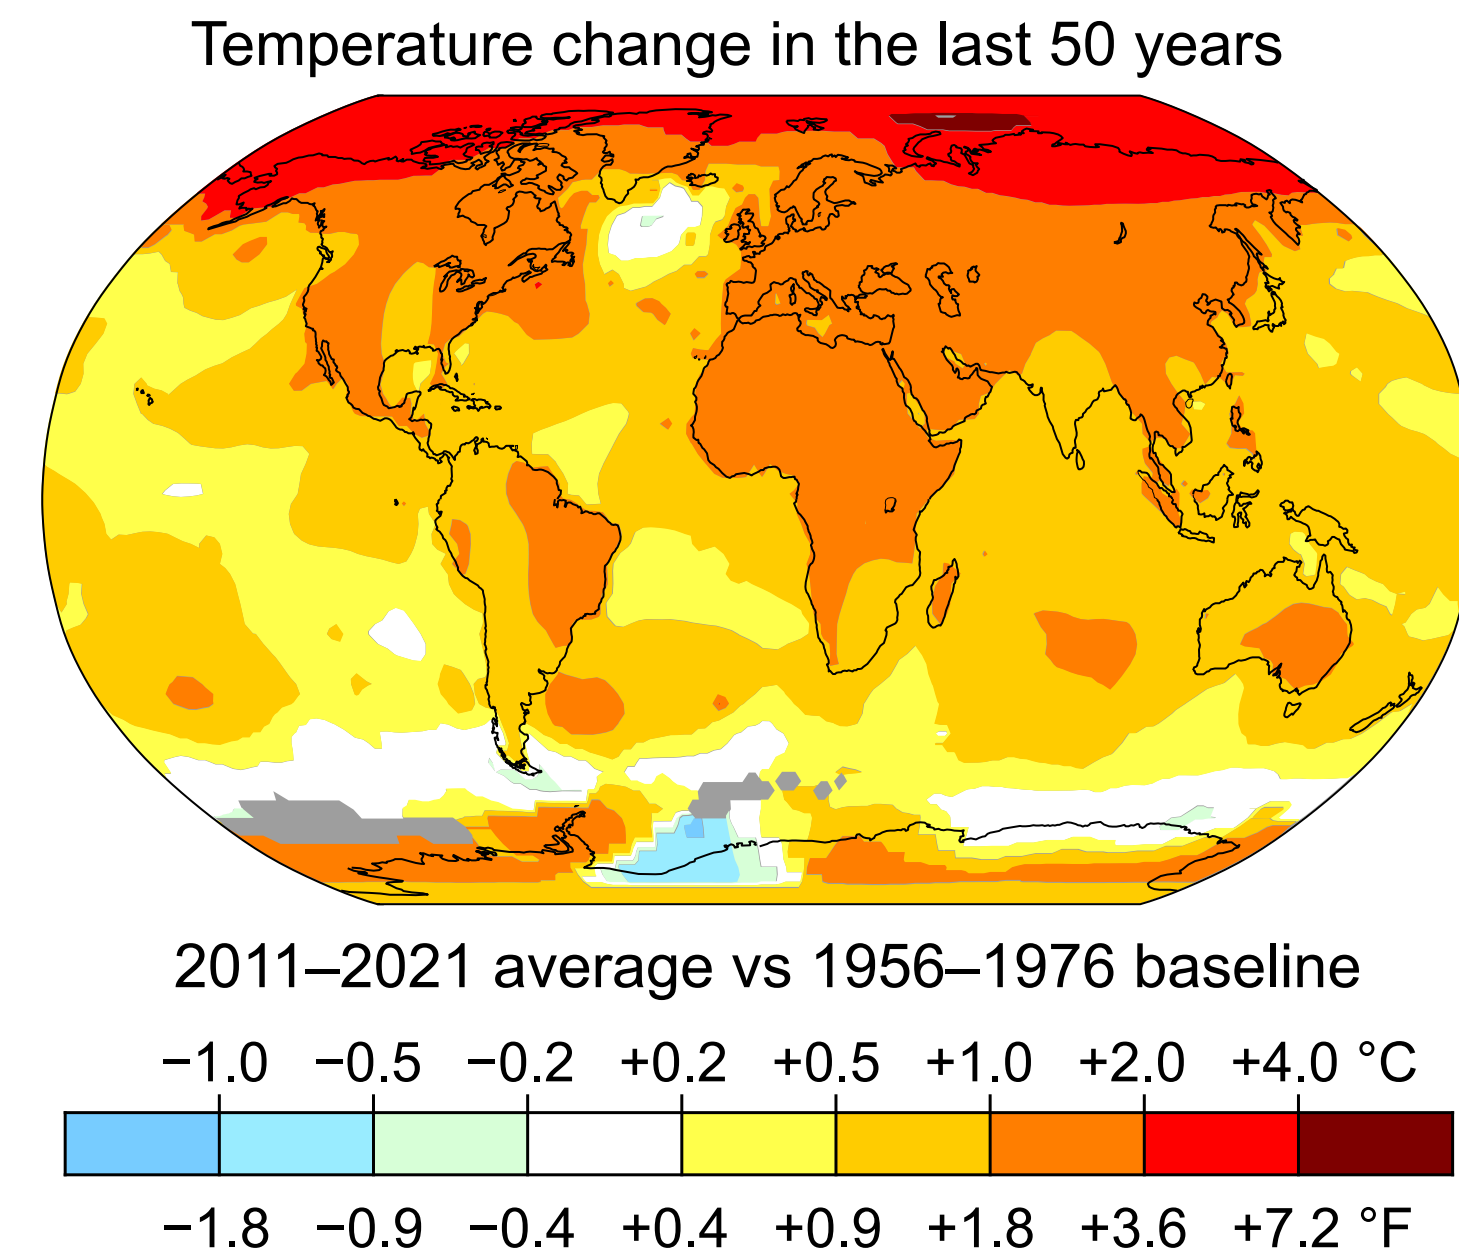 Temperature change in the last 50 years
2011–2021 average vs 1956–1976 baseline
−1.0 −0.5 −0.2 +0.2 +0.5 +1.0 +2.0 +4.0 °C
−1.8 −0.9 −0.4 +0.4 +0.9 +1.8 +3.6 +7.2 °F